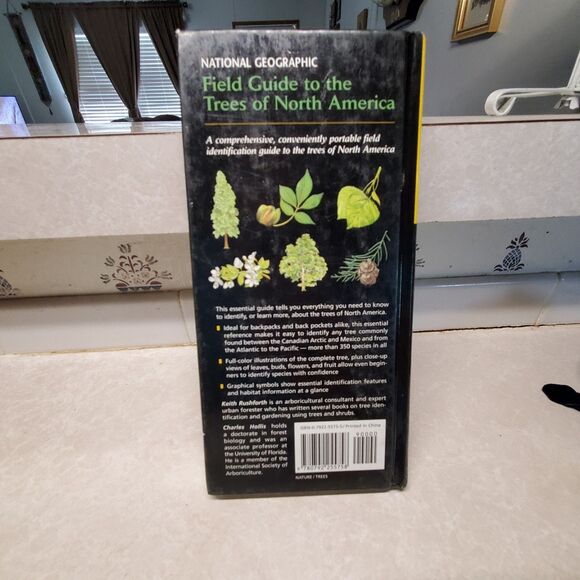 NATIONAL GEOGRAPHIC
Field Guide to the
Trees of North America
A comprehensive, conveniently portable field
identification guide to the trees of North America
This essential guide tells you everything you need to know
to identify, or learn more, about the trees of North America.
Ideal for backpacks and back pockets alike, this essential
reference makes it easy to identify any tree commonly
found between the Canadian Arctic and Mexico and from
the Atlantic to the Pacific — more than 350 species in all
Full-color illustrations of the complete tree, plus close-up
views of leaves, buds, flowers, and fruit allow even begin-
ners to identify species with confidence
Graphical symbols show essential identification features
and habitat information at a glance
Keith Rushforth is an arboricultural consultant and expert
urban forester who has written several books on tree iden-
tification and gardening using trees and shrubs.
Charles Hollis holds
a doctorate in forest
biology and was an
associate professor at
the University of Florida.
He is a member of the
International Society of
Arboriculture.
ISBN-0-7922-5575-5/Printed in China
90000
9 780792 255758
NATURE / TREES